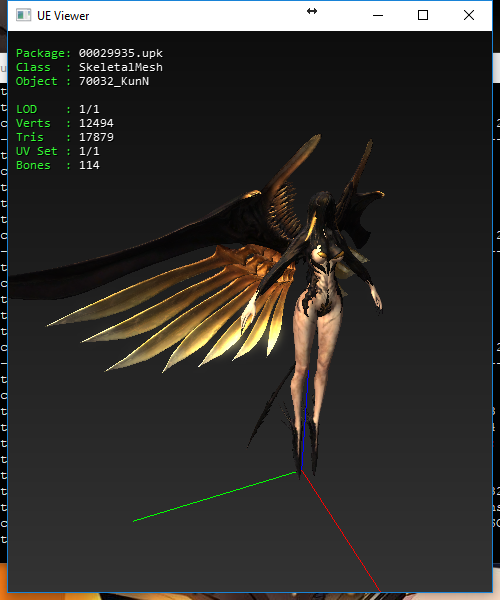 UE Viewer
Package: 00029935.upk
Class : SkeletalMesh
Object : 70032_KunN
LOD : 1/1
Verts : 12494
Tris : 17879
UV Set : 1/1
Bones : 114